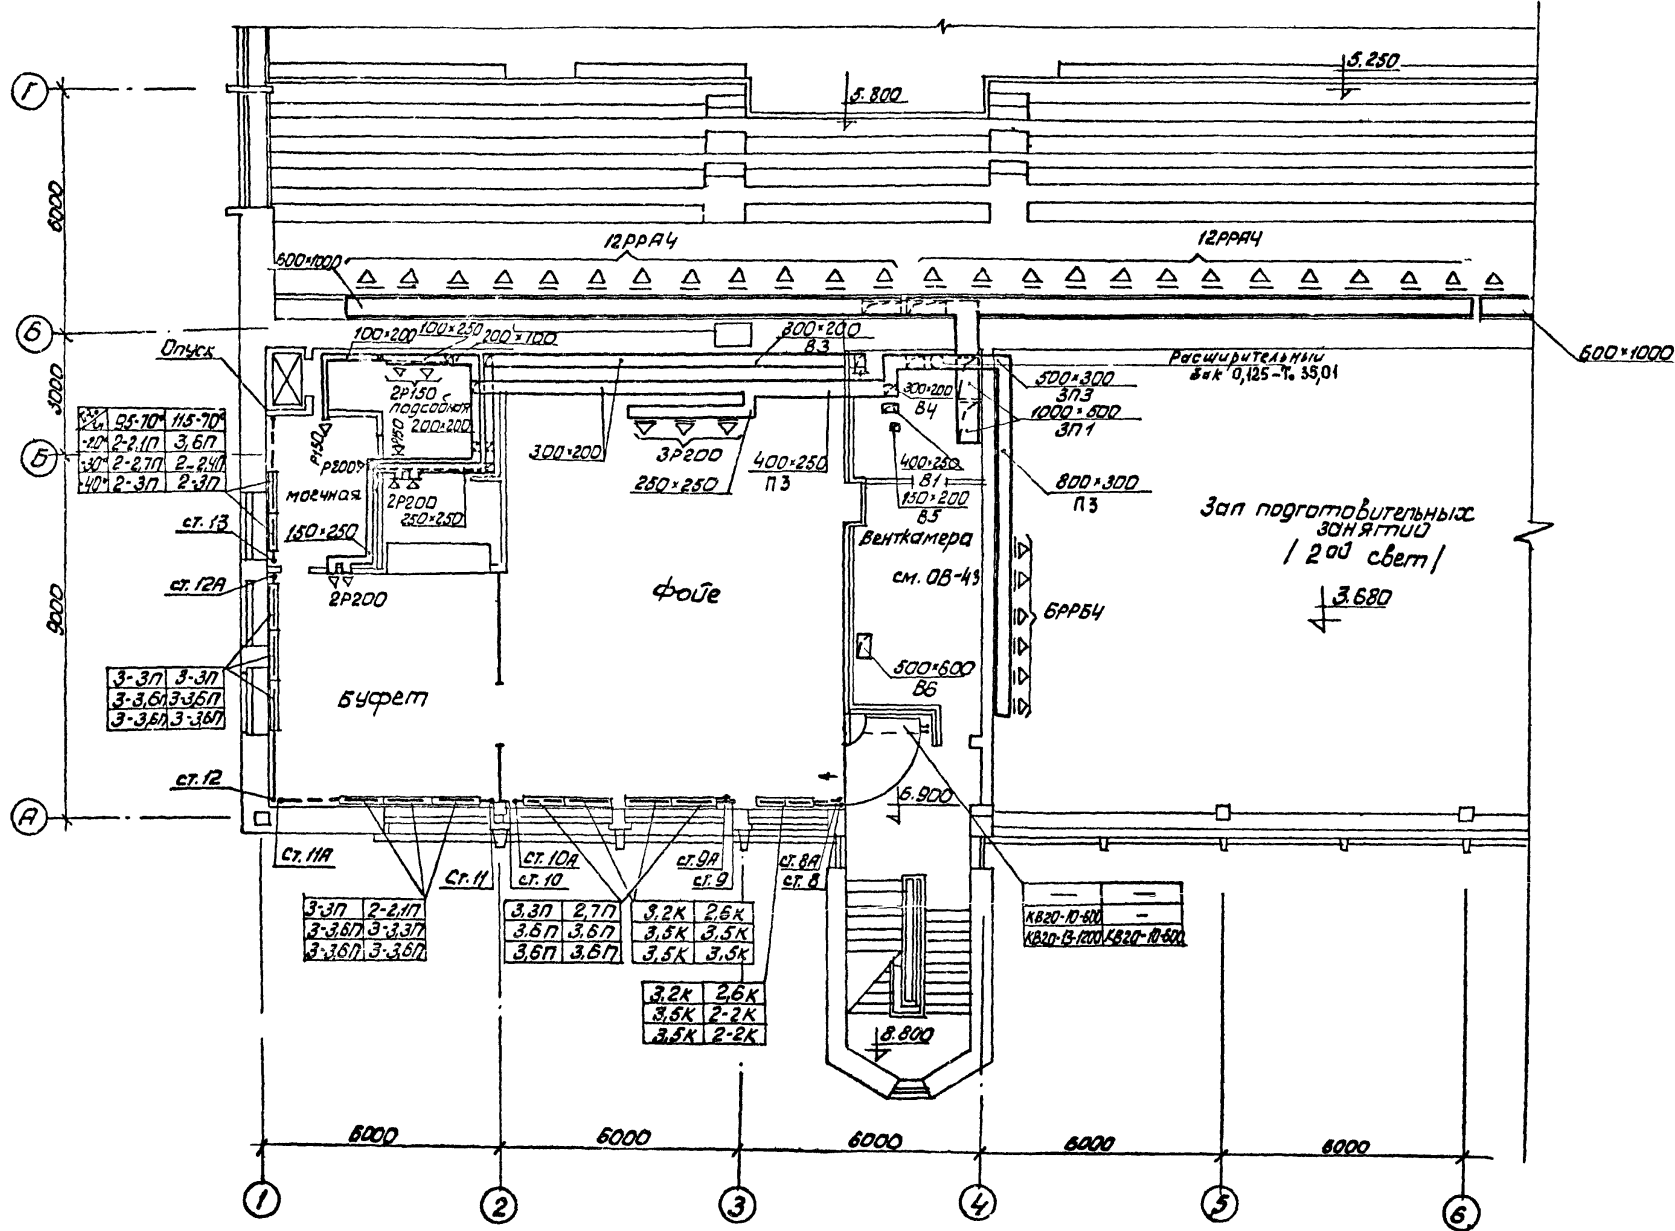 Г
5.800
5.250
6000
12РРА4
12РРА4
600×1000
Б
100×200
100×250
200×100
300×200
В3
Опуск
600×1000
Расширительный
бак 0,125-Т.
500×300
3П3
2Р150
подсобная
200×200
300×200
В4
1000×500
3П1
3000
95-70° 115-70°
-20° 2-2,1П 3,6П
-30° 2-2,7П 2-2,4П
-40° 2-3П 2-3П
Б
Р150
Р150
Р200
300×200
3Р200
400×250
П3
250×250
400×250
В1
150×200
В5
800×300
П3
моечная
2Р200
250×250
ст. 13
150×250
Венткамера
см. ОВ-43
Зал подготовительных
занятий
/ 2ой свет /
3.680
ст. 12А
2Р200
фойе
6РРБ4
9000
3-3П 3-3П
3-3,6П 3-3,6П
3-3,6П 3-3,6П
Буфет
500×600
В6
ст. 12
6.900
А
ст. 11А
Ст. 11
ст. 10А
ст. 10
ст. 9А
ст. 9
ст. 8А
ст. 8
3-3П 2-2,1П
3-3,6П 3-3,3П
3-3,6П 3-3,6П
3,3П 2,7П
3,6П 3,6П
3,6П 3,6П
3,2К 2,6К
3,5К 3,5К
3,5К 3,5К
— —
КВ20-10-600 —
КВ20-13-1200 КВ20-10-600
3,2К 2,6К
3,5К 2-2К
3,5К 2-2К
8.800
6000 6000 6000 6000 6000
1 2 3 4 5 6